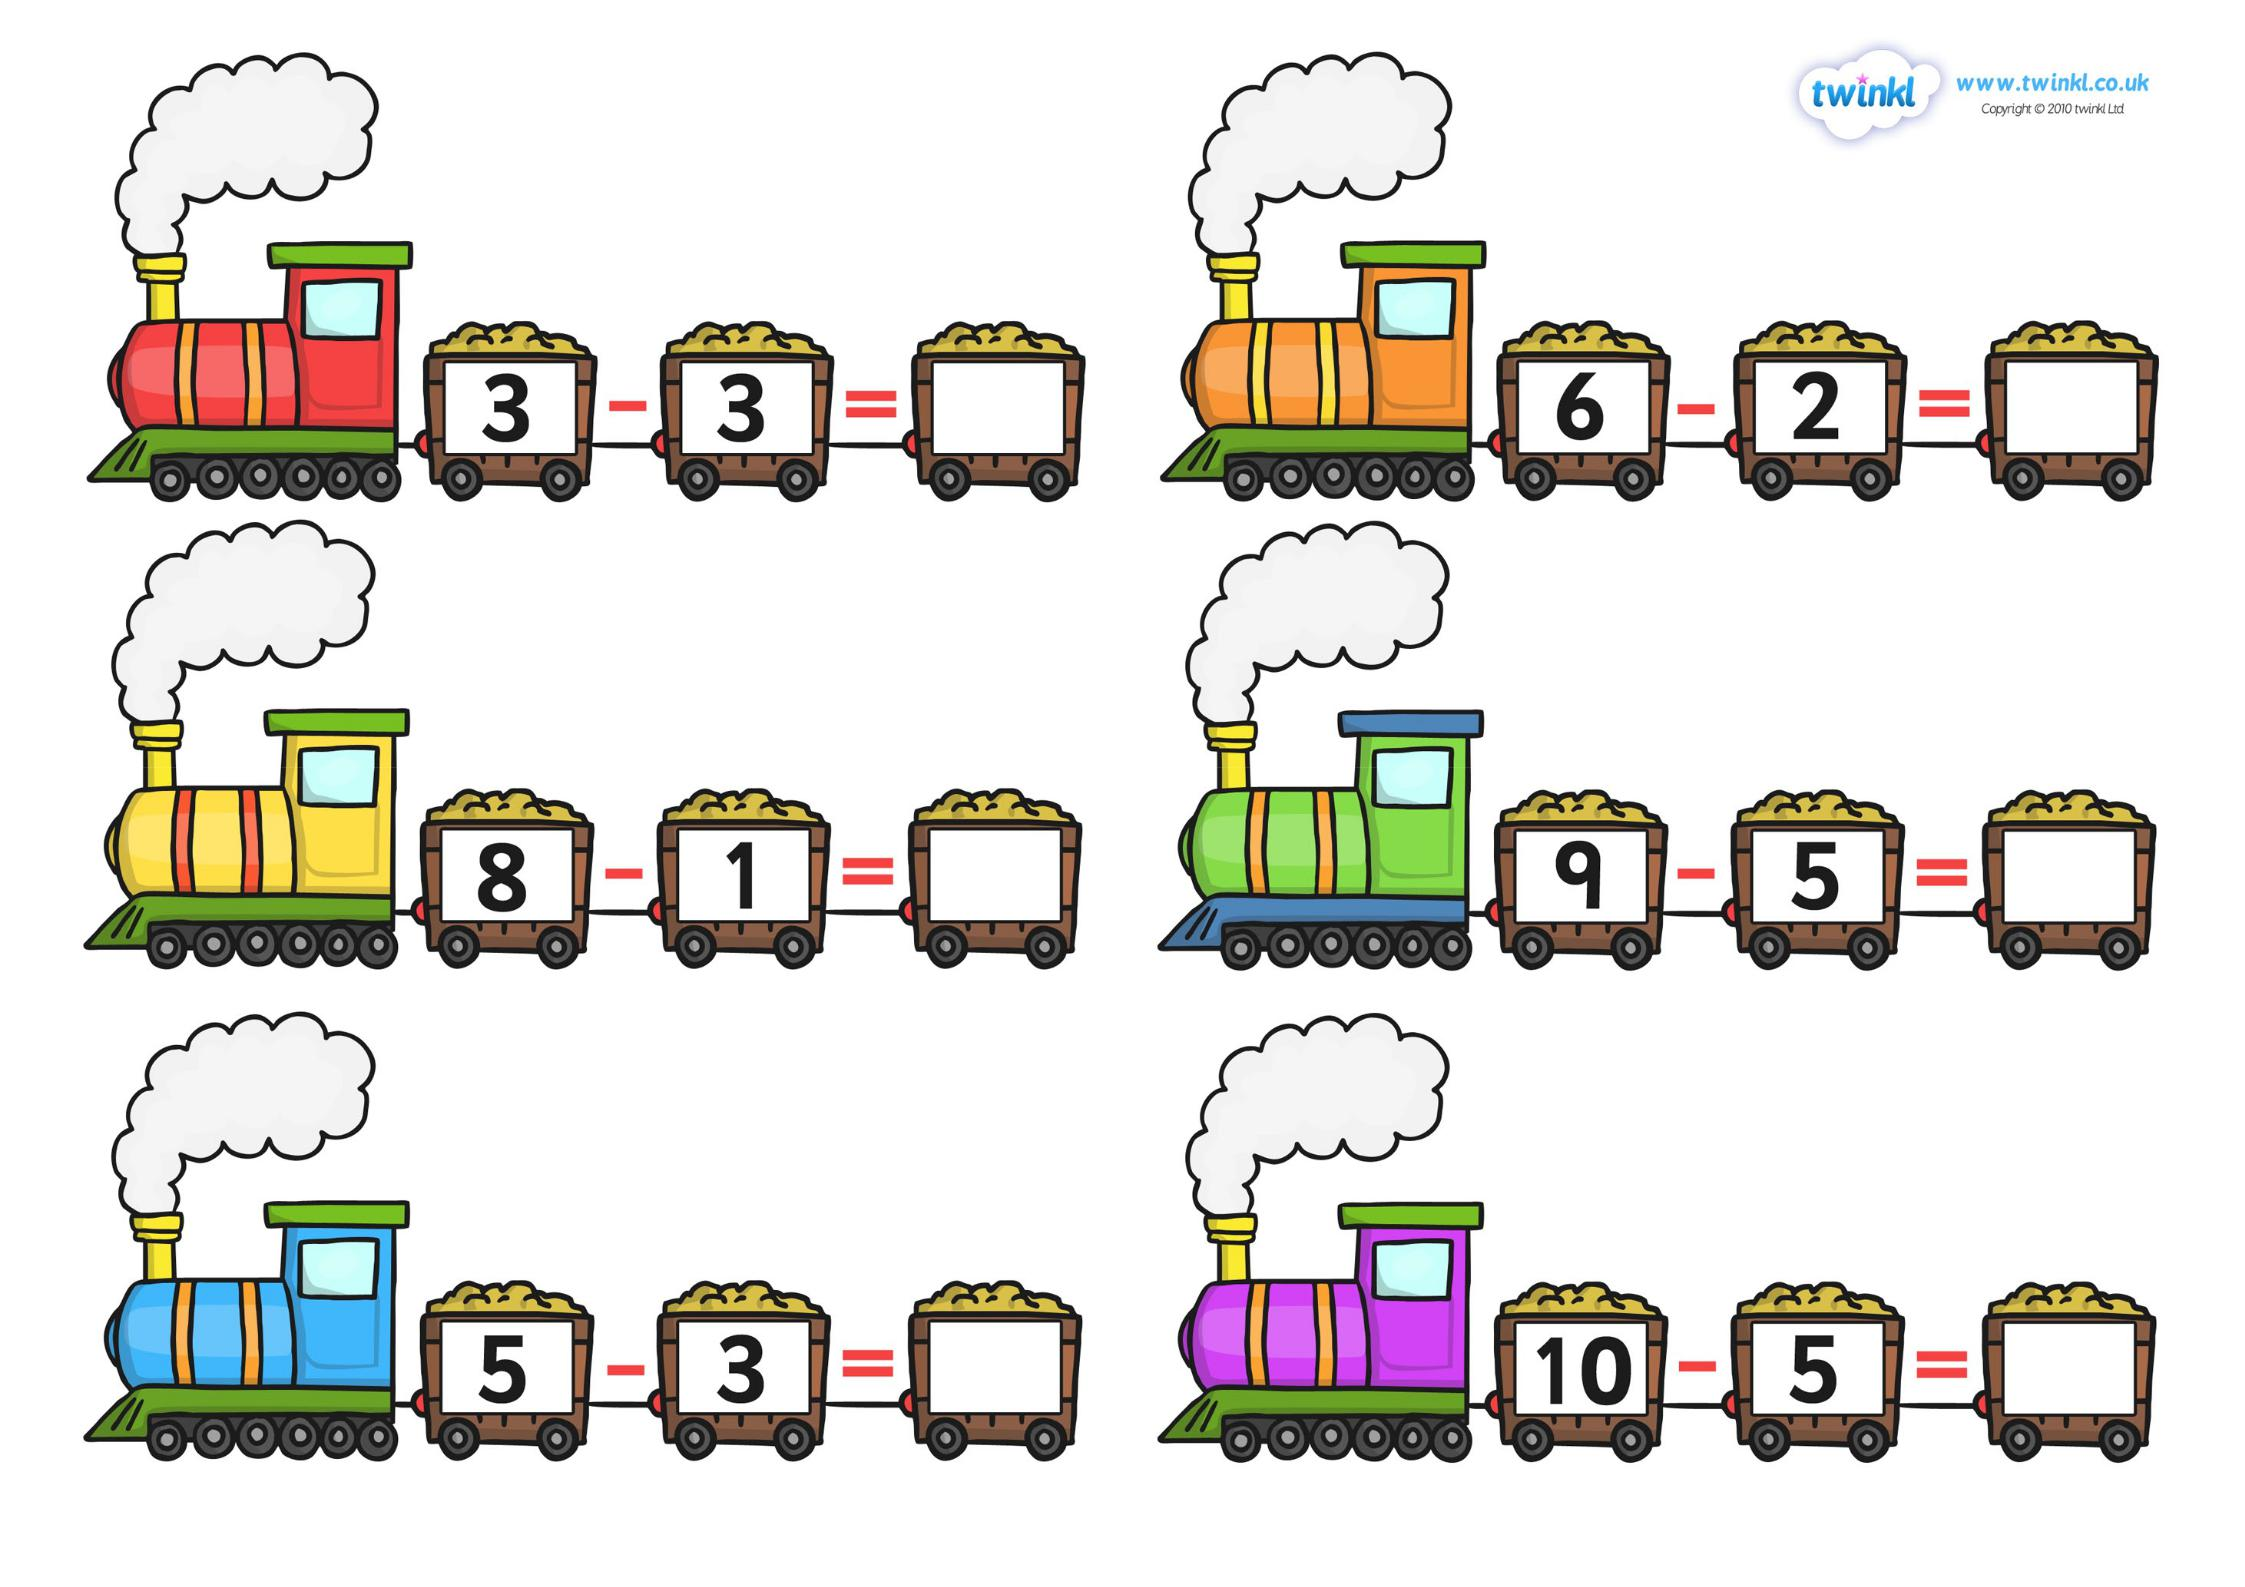 twinkl
www.twinkl.co.uk
Copyright © 2010 twinkl Ltd
3 - 3 =
6 - 2 =
8 - 1 =
9 - 5 =
5 - 3 =
10 - 5 =